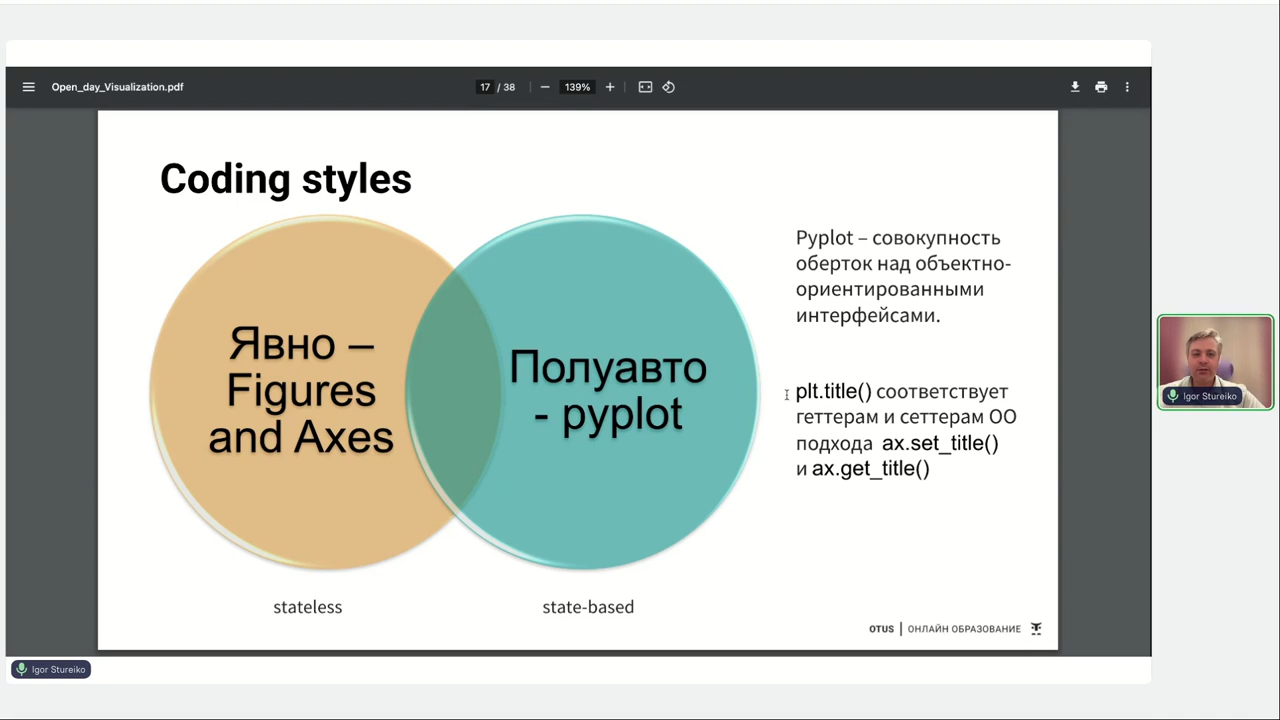 Open_day_Visualization.pdf
17 / 38
139%
Coding styles
Явно –
Figures
and Axes
Полуавто
- pyplot
Pyplot – совокупность
оберток над объектно-
ориентированными
интерфейсами.
plt.title() соответствует
геттерам и сеттерам ОО
подхода ax.set_title()
и ax.get_title()
stateless
state-based
OTUS | ОНЛАЙН ОБРАЗОВАНИЕ
Igor Stureiko
Igor Stureiko